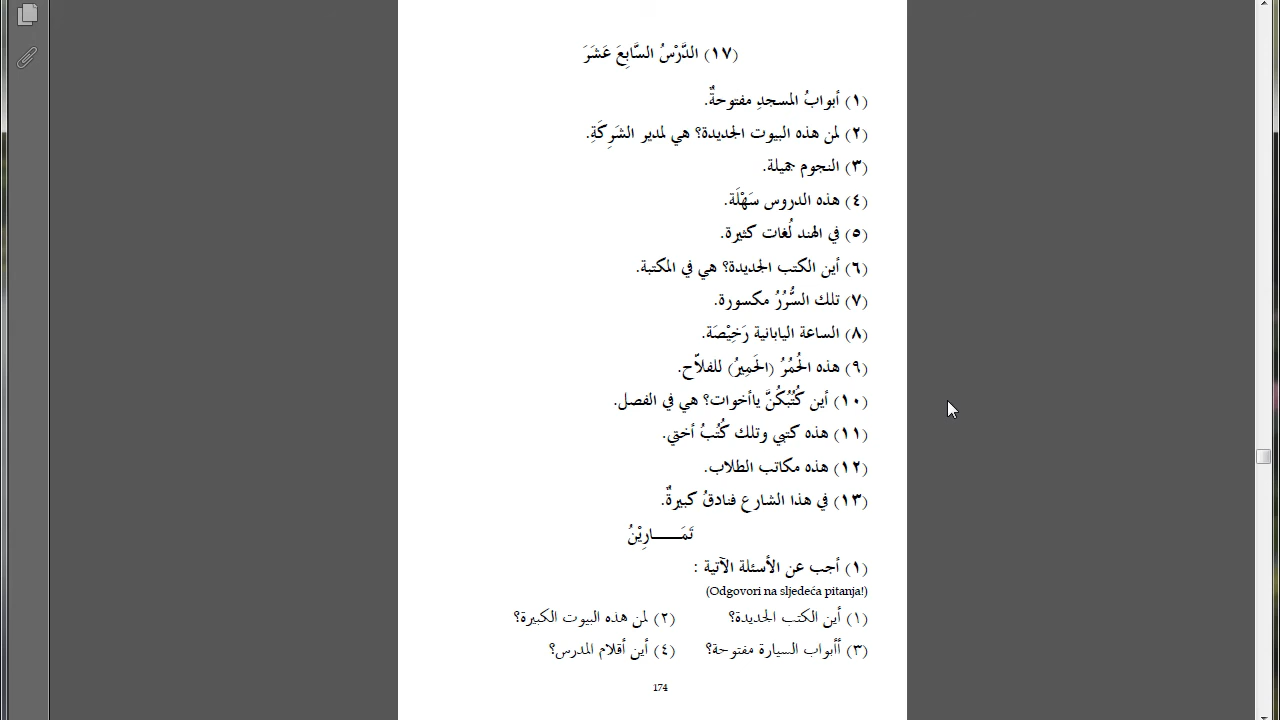 (١٧) الدَّرْسُ السَّابِعَ عَشَرَ
(١) أبوابُ المسجدِ مفتوحةٌ.
(٢) لمن هذه البيوت الجديدة؟ هي لمدير الشَرِكَةِ.
(٣) النجوم جميلة.
(٤) هذه الدروس سَهْلَة.
(٥) في الهند لُغات كثيرة.
(٦) أين الكتب الجديدة؟ هي في المكتبة.
(٧) تلك السُّرُرُ مكسورة.
(٨) الساعة اليابانية رَخِيْصَة.
(٩) هذه الحُمُرُ (الحَمِيرُ) للفلاّح.
(١٠) أين كُتُبُكُنَّ ياأخوات؟ هي في الفصل.
(١١) هذه كتبي وتلك كُتُبُ أختي.
(١٢) هذه مكاتب الطلاب.
(١٣) في هذا الشارع فنادقُ كبيرةٌ.
تَمَـــــارِيْنُ
(١) أجب عن الأسئلة الآتية :
(Odgovori na sljedeća pitanja!)
(١) أين الكتب الجديدة؟ (٢) لمن هذه البيوت الكبيرة؟
(٣) أأبواب السيارة مفتوحة؟ (٤) أين أقلام المدرس؟
174